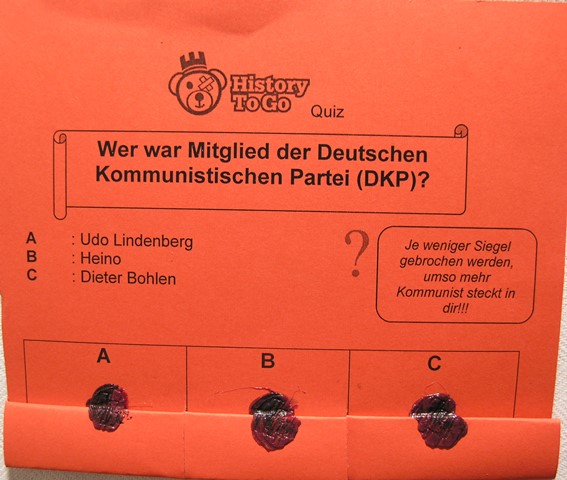 History
To Go
Quiz
Wer war Mitglied der Deutschen
Kommunistischen Partei (DKP)?
A : Udo Lindenberg
B : Heino
C : Dieter Bohlen
?
Je weniger Siegel
gebrochen werden,
umso mehr
Kommunist steckt in
dir!!!
A B C